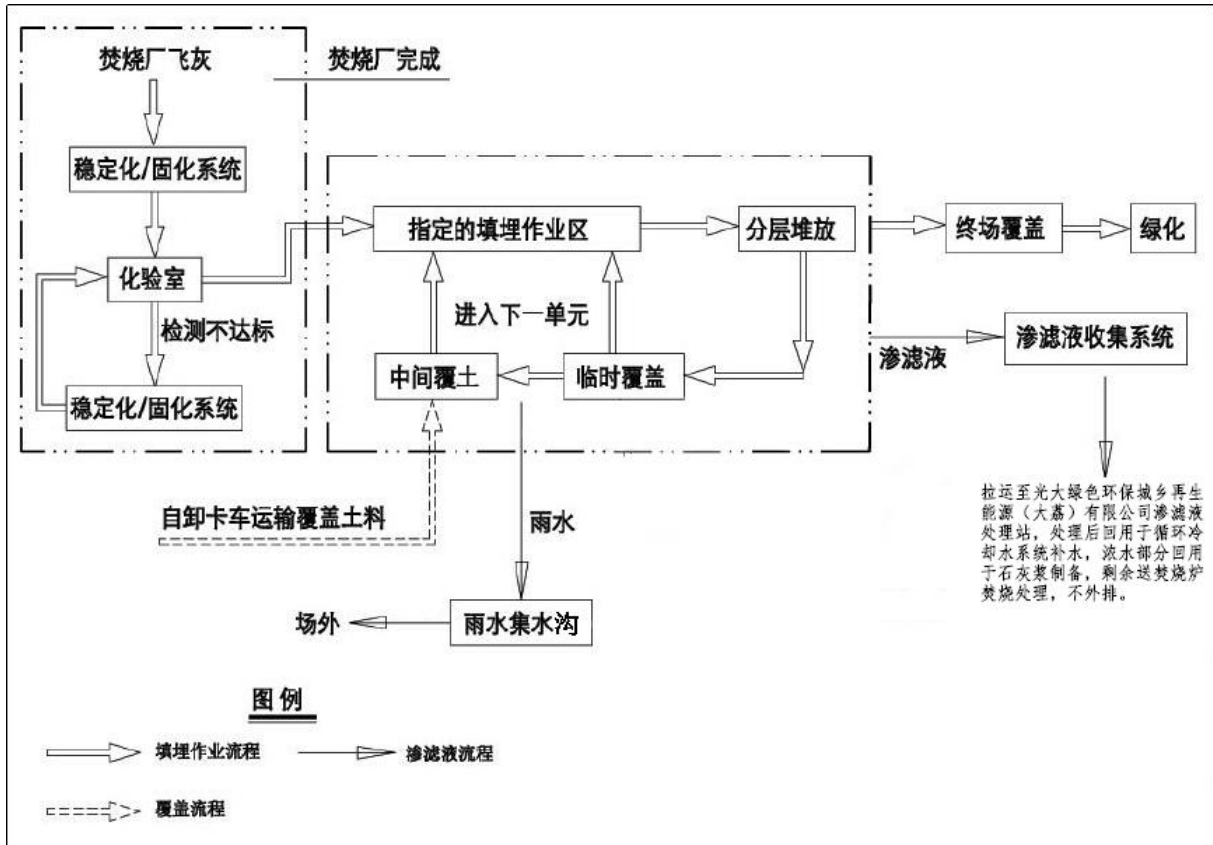 焚烧厂飞灰
焚烧厂完成
稳定化/固化系统
化验室
检测不达标
稳定化/固化系统
指定的填埋作业区
分层堆放
进入下一单元
中间覆土
临时覆盖
终场覆盖
绿化
渗滤液
渗滤液收集系统
拉运至光大绿色环保城乡再生
能源（大荔）有限公司渗滤液
处理站，处理后回用于循环冷
却水系统补水，浓水部分回用
于石灰浆制备，剩余送焚烧炉
焚烧处理，不外排。
自卸卡车运输覆盖土料
雨水
场外
雨水集水沟
图例
填埋作业流程
渗滤液流程
覆盖流程